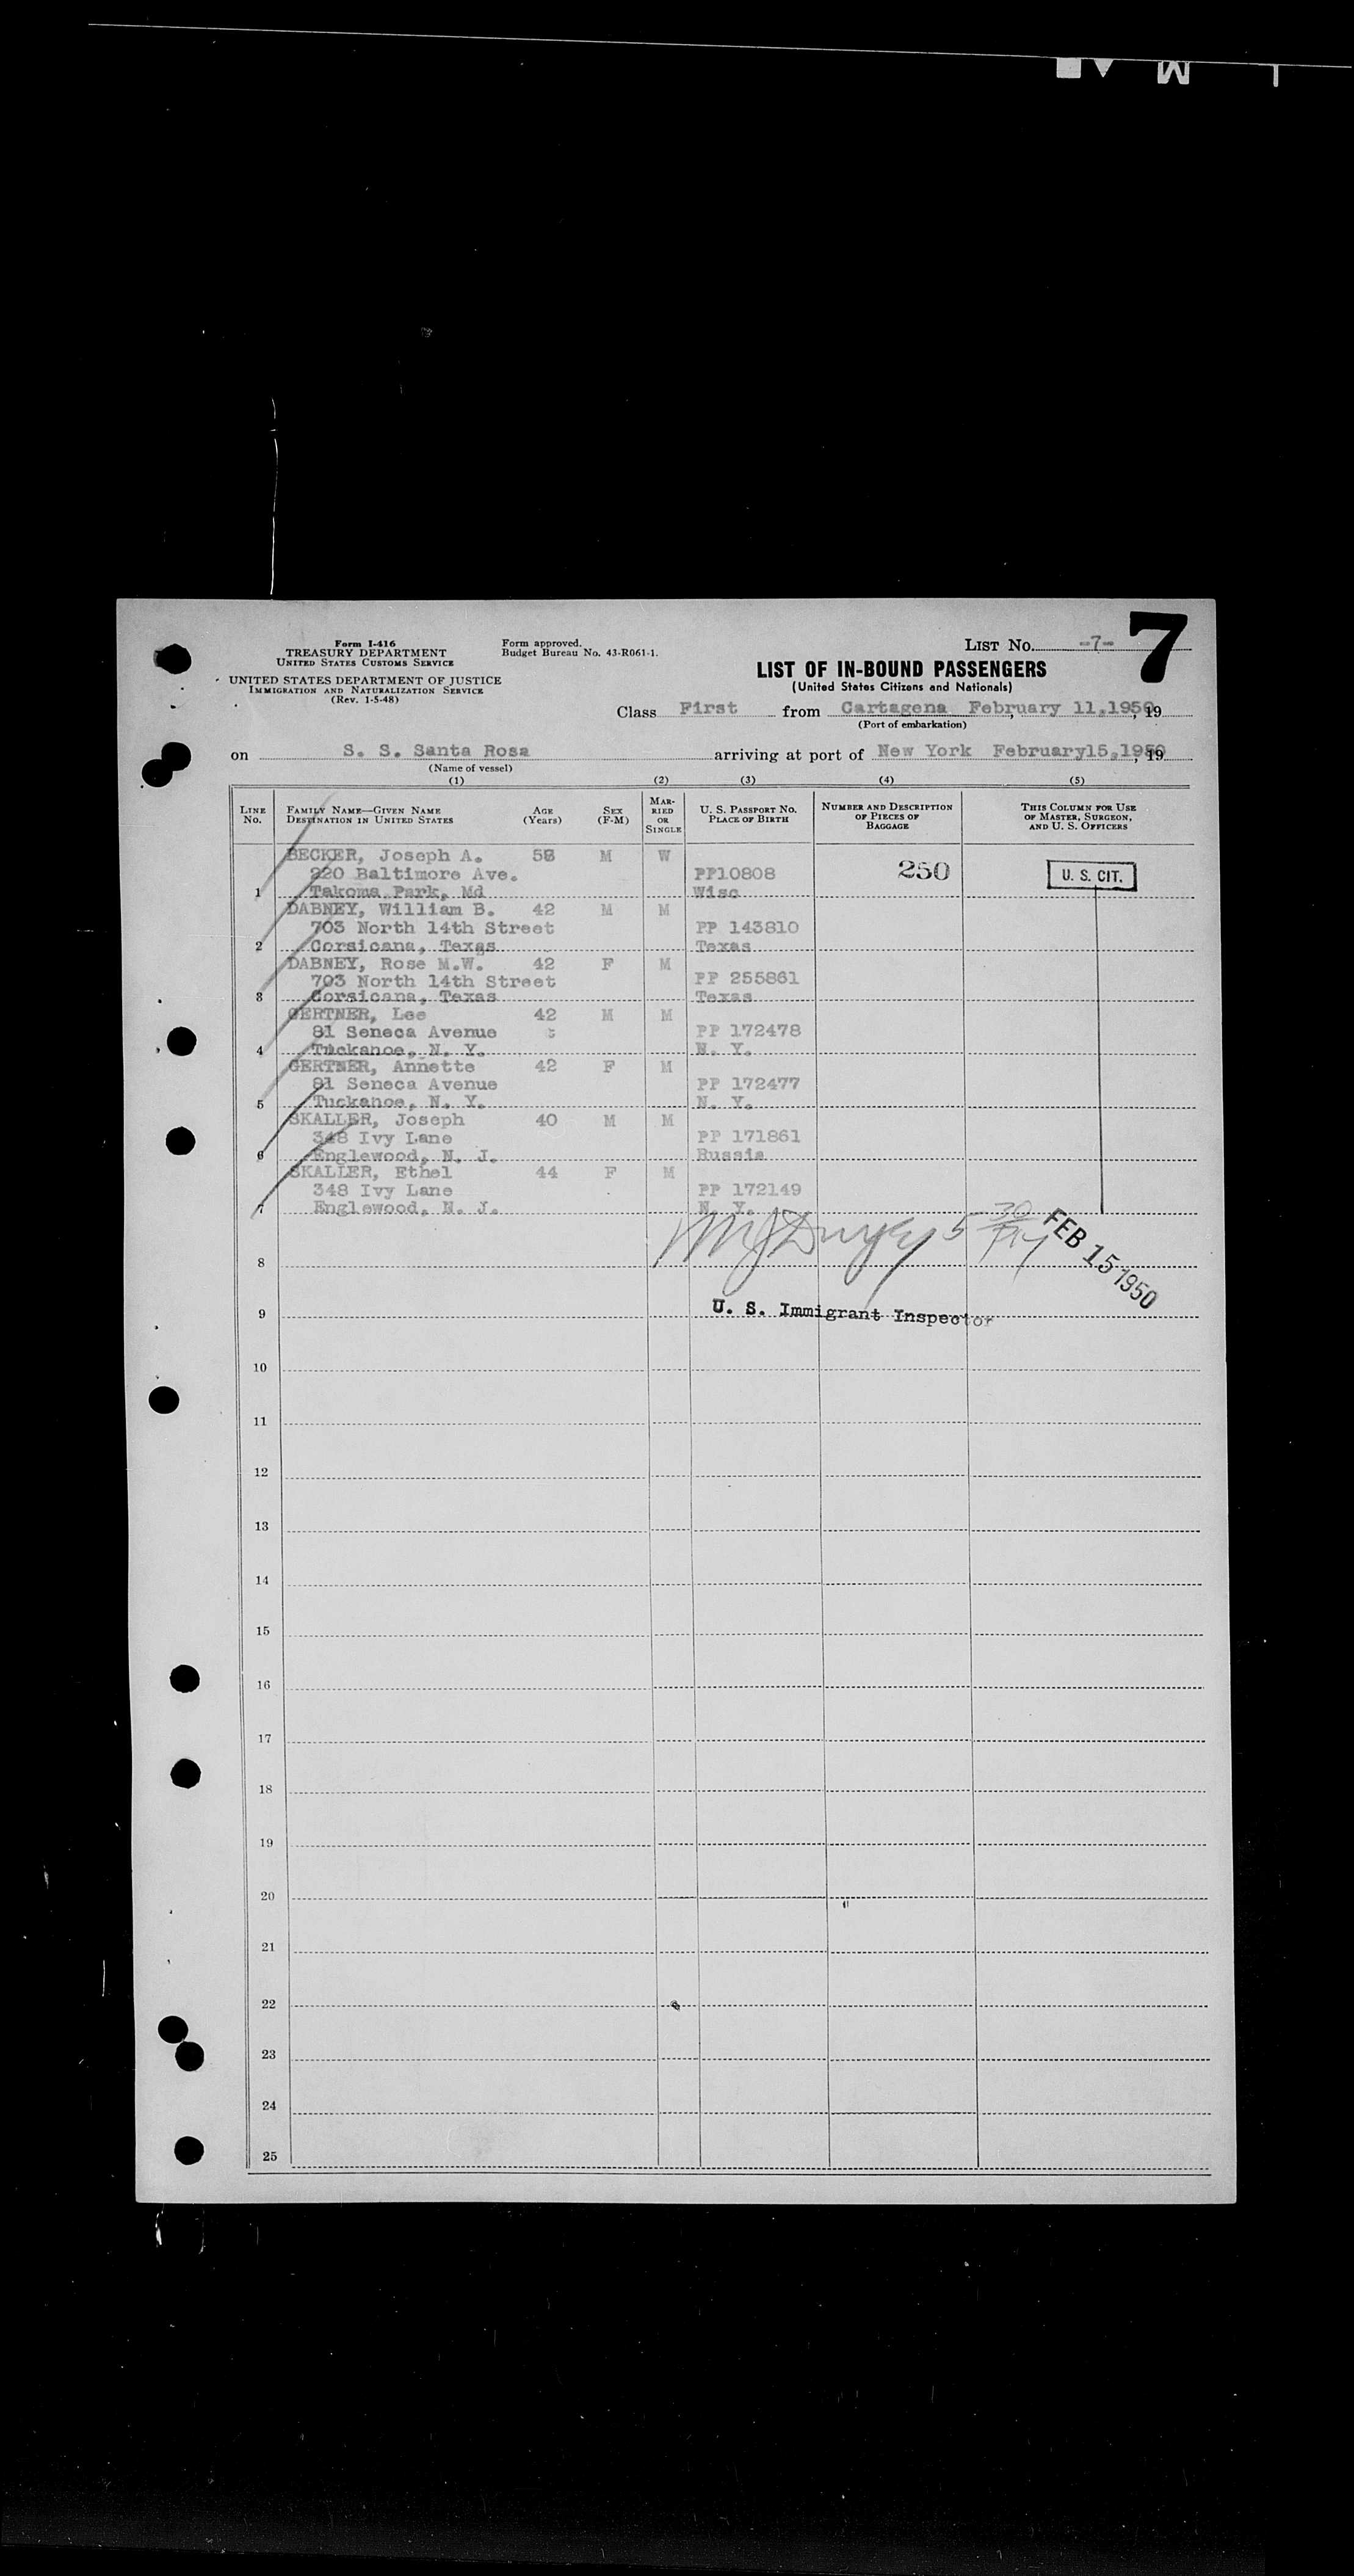 Form I-416
TREASURY DEPARTMENT
UNITED STATES CUSTOMS SERVICE
UNITED STATES DEPARTMENT OF JUSTICE
IMMIGRATION AND NATURALIZATION SERVICE
(Rev. 1-5-48)
Form approved.
Budget Bureau No. 43-R061-1.
LIST No. -7- 7
LIST OF IN-BOUND PASSENGERS
(United States Citizens and Nationals)
Class First from Cartagena February 11,1950, 19
(Port of embarkation)
on S. S. Santa Rosa arriving at port of New York February15,1950, 19
(Name of vessel)
(1) (2) (3) (4) (5)
LINE No. FAMILY NAME—GIVEN NAME DESTINATION IN UNITED STATES AGE (Years) SEX (F-M) MARRIED OR SINGLE U. S. PASSPORT No. PLACE OF BIRTH NUMBER AND DESCRIPTION OF PIECES OF BAGGAGE THIS COLUMN FOR USE OF MASTER, SURGEON, AND U. S. OFFICERS
BECKER, Joseph A. 58 M W
220 Baltimore Ave. PP10808 250 U. S. CIT.
1 Takoma Park, Md Wisc
DABNEY, William B. 42 M M
703 North 14th Street PP 143810
2 Corsicana, Texas Texas
DABNEY, Rose M.W. 42 F M
703 North 14th Street PP 255861
3 Corsicana, Texas Texas
GERTNER, Lee 42 M M
81 Seneca Avenue PP 172478
4 Tuckanoe, N. Y. N. Y.
GERTNER, Annette 42 F M
81 Seneca Avenue PP 172477
5 Tuckanoe, N. Y. N. Y.
SKALLER, Joseph 40 M M
348 Ivy Lane PP 171861
6 Englewood, N. J. Russia
SKALLER, Ethel 44 F M
348 Ivy Lane PP 172149
7 Englewood, N. J. N. Y.
FEB 15 1950
8
9 U. S. Immigrant Inspector
10
11
12
13
14
15
16
17
18
19
20
21
22
23
24
25